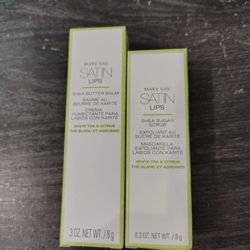 MARY KAY
SATIN
LIPS
SHEA BUTTER BALM
BAUME AU
BEURRE DE KARITÉ
CREMA
HUMECTANTE PARA
LABIOS CON KARITÉ
WHITE TEA & CITRUS
THÉ BLANC ET AGRUMES
.3 OZ. NET WT. / 8 g
MARY KAY
SATIN
LIPS
SHEA SUGAR
SCRUB
EXFOLIANT AU
SUCRE DE KARITÉ
MASCARILLA
EXFOLIANTE PARA
LABIOS CON KARITÉ
WHITE TEA & CITRUS
THÉ BLANC ET AGRUMES
0.3 OZ. NET WT. / 8 g